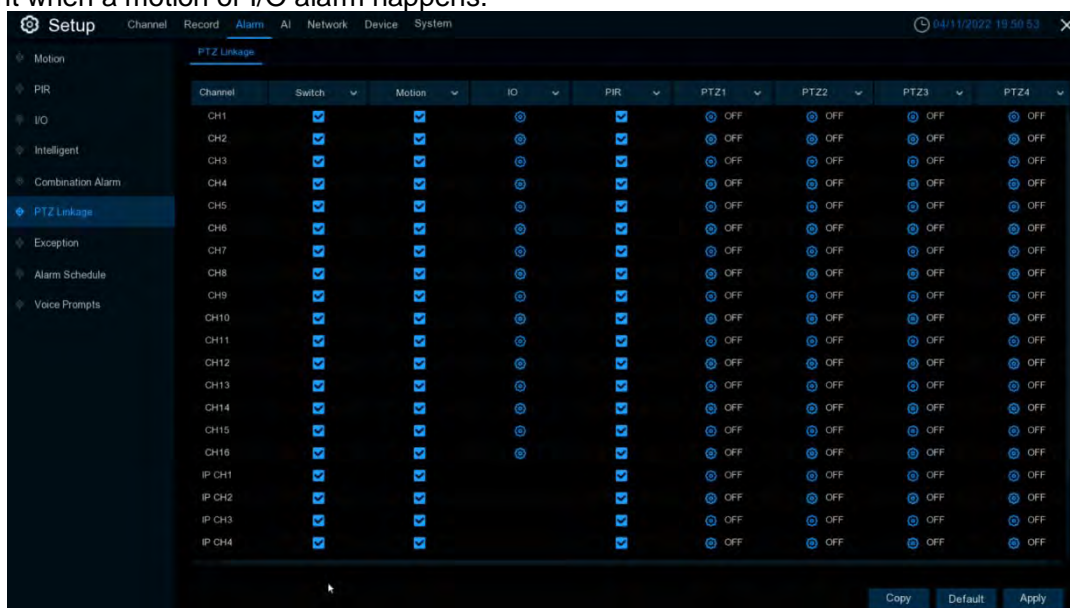 it when a motion or I/O alarm happens.
Setup Channel Record Alarm AI Network Device System 04/11/2022 19:50:53
Motion
PIR
I/O
Intelligent
Combination Alarm
PTZ Linkage
Exception
Alarm Schedule
Voice Prompts
PTZ Linkage
Channel Switch Motion IO PIR PTZ1 PTZ2 PTZ3 PTZ4
CH1 OFF OFF OFF OFF
CH2 OFF OFF OFF OFF
CH3 OFF OFF OFF OFF
CH4 OFF OFF OFF OFF
CH5 OFF OFF OFF OFF
CH6 OFF OFF OFF OFF
CH7 OFF OFF OFF OFF
CH8 OFF OFF OFF OFF
CH9 OFF OFF OFF OFF
CH10 OFF OFF OFF OFF
CH11 OFF OFF OFF OFF
CH12 OFF OFF OFF OFF
CH13 OFF OFF OFF OFF
CH14 OFF OFF OFF OFF
CH15 OFF OFF OFF OFF
CH16 OFF OFF OFF OFF
IP CH1 OFF OFF OFF OFF
IP CH2 OFF OFF OFF OFF
IP CH3 OFF OFF OFF OFF
IP CH4 OFF OFF OFF OFF
Copy Default Apply